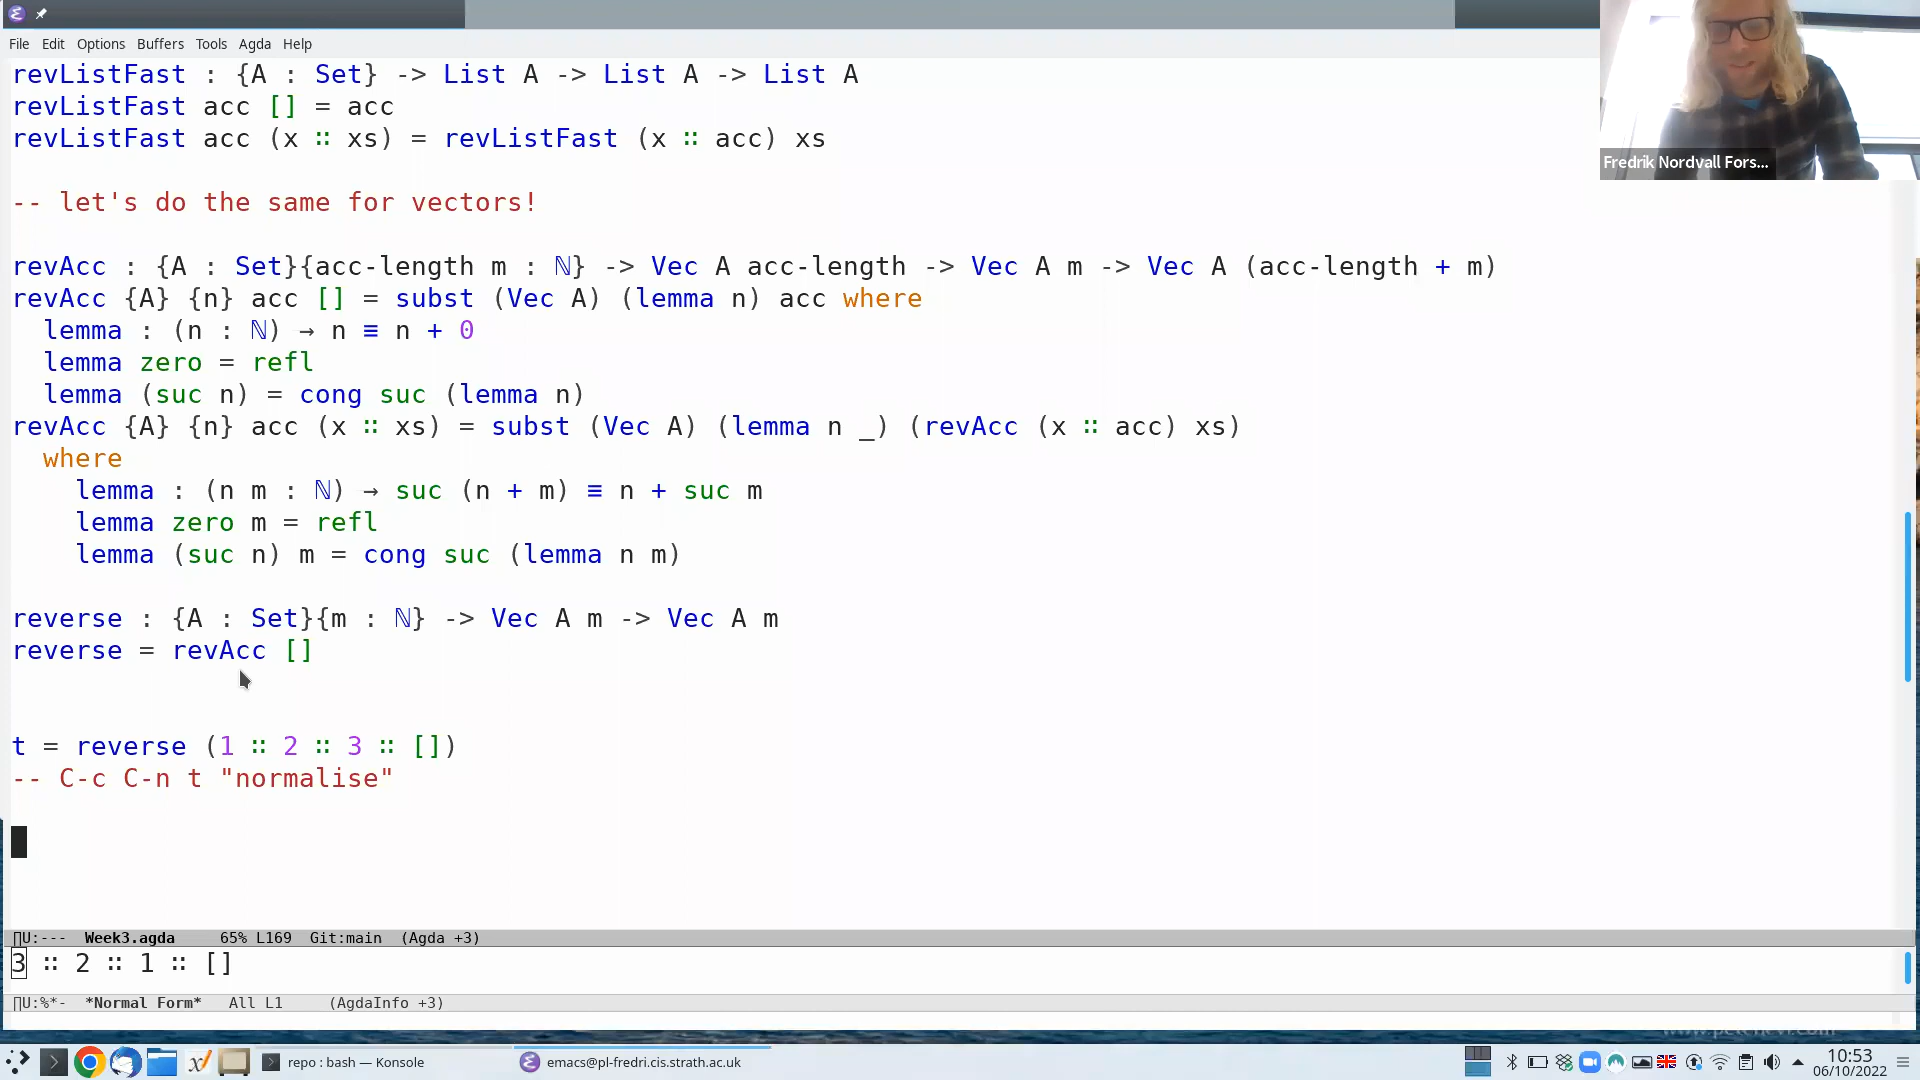 File Edit Options Buffers Tools Agda Help
revListFast : {A : Set} -> List A -> List A -> List A
revListFast acc [] = acc
revListFast acc (x ∷ xs) = revListFast (x ∷ acc) xs
-- let's do the same for vectors!
revAcc : {A : Set}{acc-length m : ℕ} -> Vec A acc-length -> Vec A m -> Vec A (acc-length + m)
revAcc {A} {n} acc [] = subst (Vec A) (lemma n) acc where
lemma : (n : ℕ) → n ≡ n + 0
lemma zero = refl
lemma (suc n) = cong suc (lemma n)
revAcc {A} {n} acc (x ∷ xs) = subst (Vec A) (lemma n _) (revAcc (x ∷ acc) xs)
where
lemma : (n m : ℕ) → suc (n + m) ≡ n + suc m
lemma zero m = refl
lemma (suc n) m = cong suc (lemma n m)
reverse : {A : Set}{m : ℕ} -> Vec A m -> Vec A m
reverse = revAcc []
t = reverse (1 ∷ 2 ∷ 3 ∷ [])
-- C-c C-n t "normalise"
U:--- Week3.agda 65% L169 Git:main (Agda +3)
3 ∷ 2 ∷ 1 ∷ []
U:%*- *Normal Form* All L1 (AgdaInfo +3)
Fredrik Nordvall Fors...
repo : bash — Konsole
emacs@pl-fredri.cis.strath.ac.uk
10:53
06/10/2022